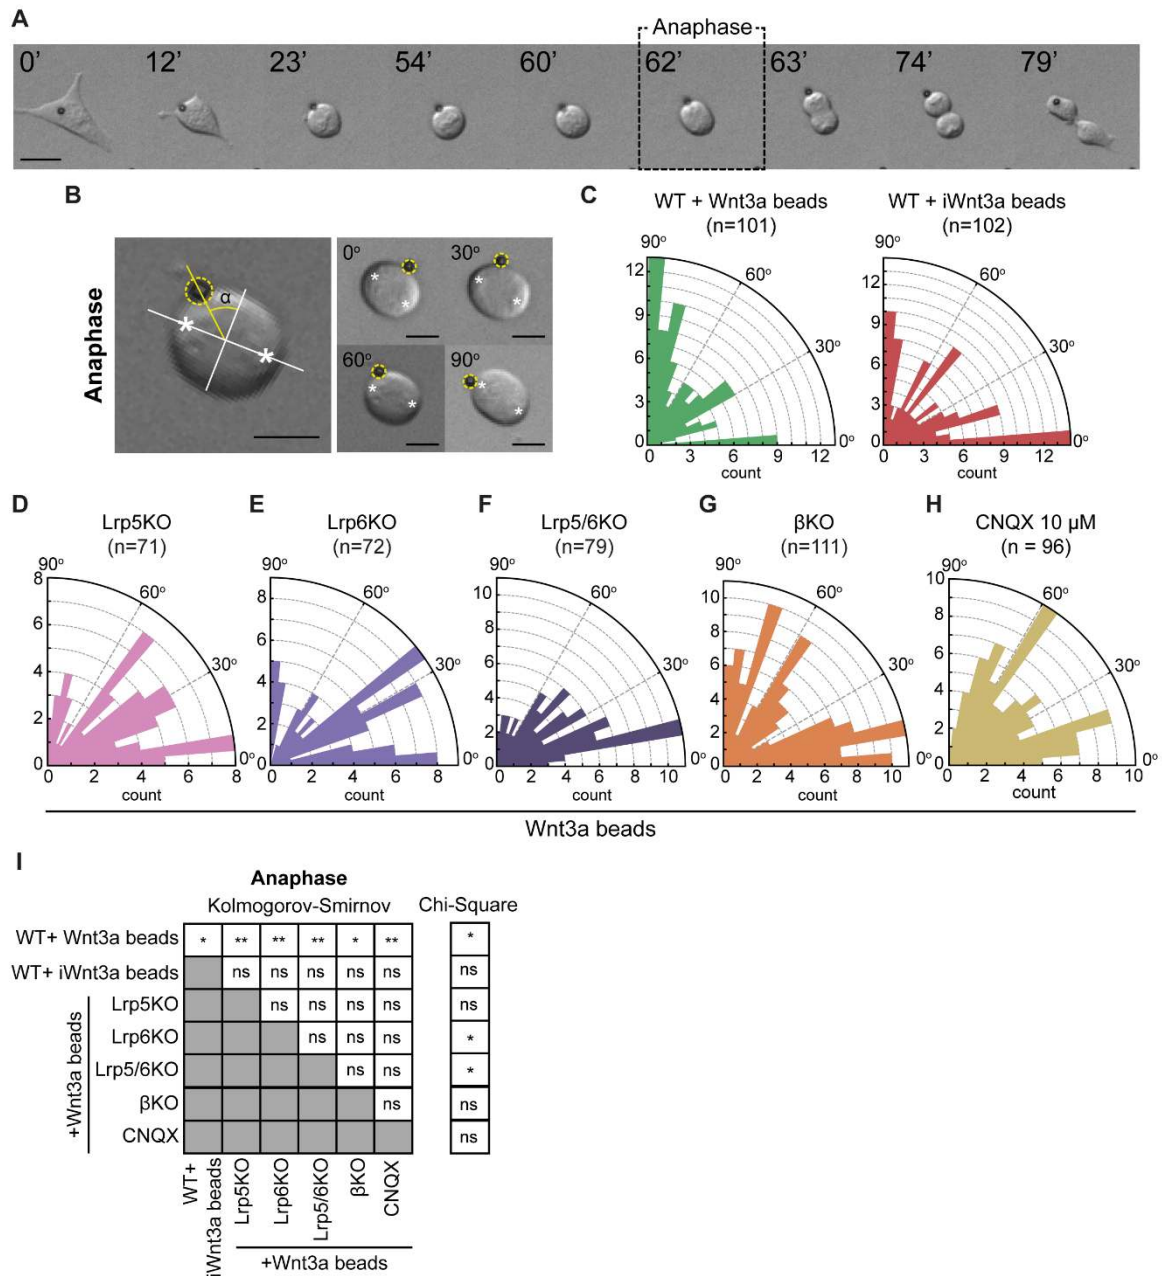 A
Anaphase
0’ 12’ 23’ 54’ 60’ 62’ 63’ 74’ 79’
B
Anaphase
α
* *
0° 30°
* * * *
60° 90°
* * * *
C
WT + Wnt3a beads
(n=101)
90°
60°
30°
0°
12
9
6
3
0
0 3 6 9 12
count
WT + iWnt3a beads
(n=102)
90°
60°
30°
0°
12
9
6
3
0
0 3 6 9 12
count
D
Lrp5KO
(n=71)
90°
60°
30°
0°
8
6
4
2
0
0 2 4 6 8
count
E
Lrp6KO
(n=72)
90°
60°
30°
0°
8
6
4
2
0
0 2 4 6 8
count
F
Lrp5/6KO
(n=79)
90°
60°
30°
0°
10
8
6
4
2
0
0 2 4 6 8 10
count
G
βKO
(n=111)
90°
60°
30°
0°
10
8
6
4
2
0
0 2 4 6 8 10
count
H
CNQX 10 µM
(n = 96)
90°
60°
30°
0°
10
8
6
4
2
0
0 2 4 6 8 10
count
Wnt3a beads
I
Anaphase
Kolmogorov-Smirnov Chi-Square
WT+ Wnt3a beads * ** ** ** * ** *
WT+ iWnt3a beads ns ns ns ns ns ns
+Wnt3a beads
Lrp5KO ns ns ns ns ns
Lrp6KO ns ns ns *
Lrp5/6KO ns ns *
βKO ns ns
CNQX ns
WT+
iWnt3a beads
Lrp5KO
Lrp6KO
Lrp5/6KO
βKO
CNQX
+Wnt3a beads